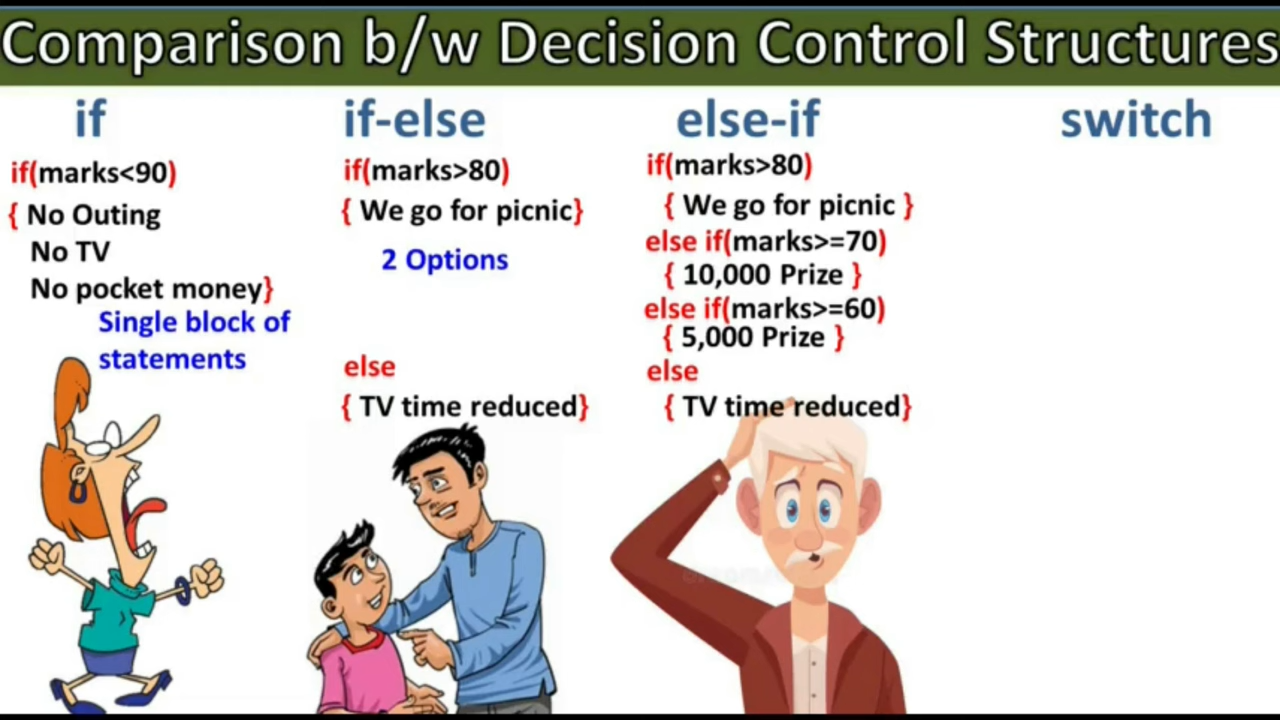 Comparison b/w Decision Control Structures
if
if(marks<90)
{ No Outing
No TV
No pocket money}
Single block of
statements
if-else
if(marks>80)
{ We go for picnic}
2 Options
else
{ TV time reduced}
else-if
if(marks>80)
{ We go for picnic }
else if(marks>=70)
{ 10,000 Prize }
else if(marks>=60)
{ 5,000 Prize }
else
{ TV time reduced}
switch